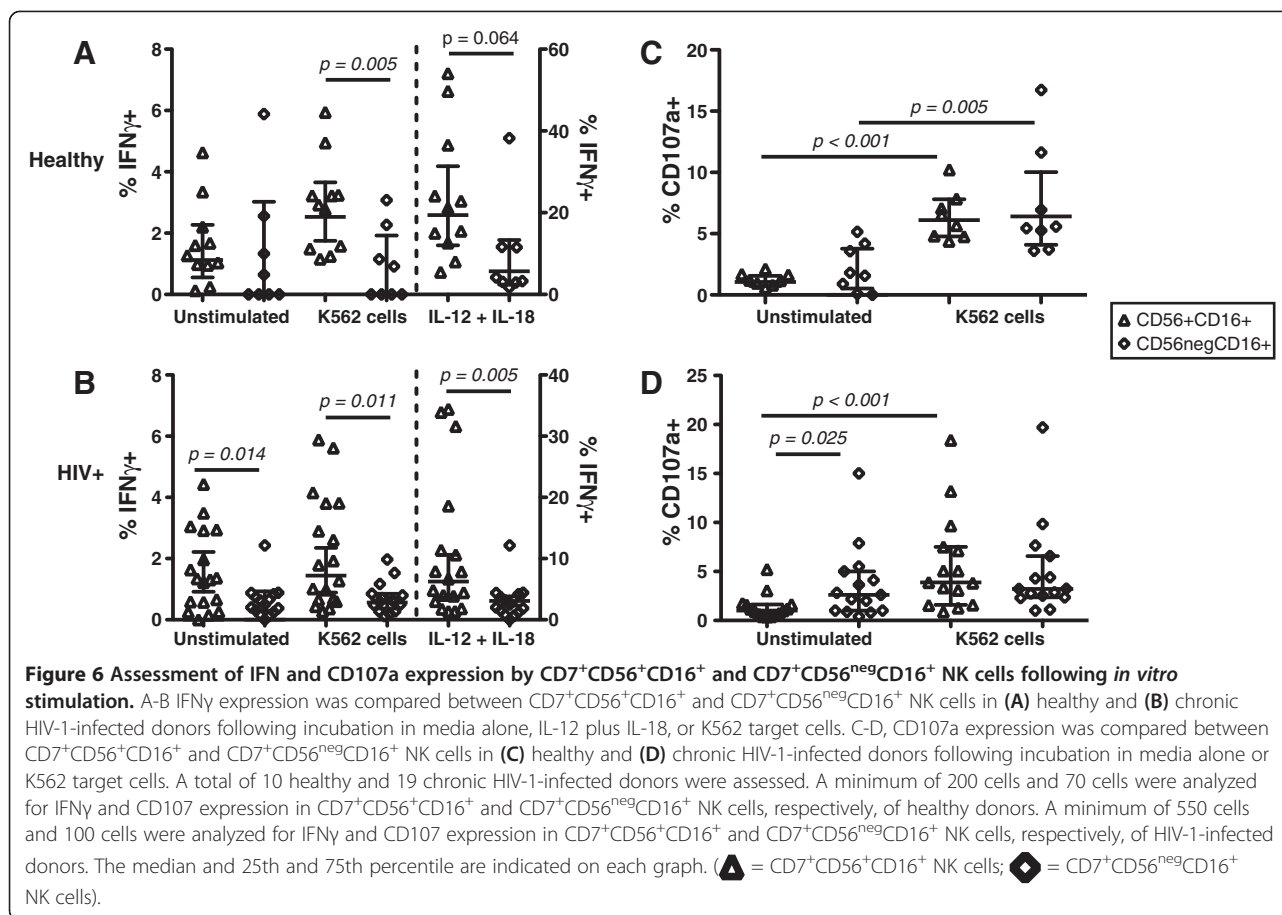 A
% IFNγ+
8
6
4
2
0
p = 0.005
p = 0.064
60
40
20
0
% IFNγ+
Healthy
Unstimulated
K562 cells
IL-12 + IL-18
C
% CD107a+
20
15
10
5
0
p < 0.001
p = 0.005
Unstimulated
K562 cells
CD56+CD16+
CD56negCD16+
B
% IFNγ+
8
6
4
2
0
p = 0.014
p = 0.011
p = 0.005
40
30
20
10
0
% IFNγ+
HIV+
Unstimulated
K562 cells
IL-12 + IL-18
D
% CD107a+
20
15
10
5
0
p < 0.001
p = 0.025
Unstimulated
K562 cells
Figure 6 Assessment of IFN and CD107a expression by CD7⁺CD56⁺CD16⁺ and CD7⁺CD56ⁿᵉᵍCD16⁺ NK cells following in vitro
stimulation. A-B IFNγ expression was compared between CD7⁺CD56⁺CD16⁺ and CD7⁺CD56ⁿᵉᵍCD16⁺ NK cells in (A) healthy and (B) chronic
HIV-1-infected donors following incubation in media alone, IL-12 plus IL-18, or K562 target cells. C-D, CD107a expression was compared between
CD7⁺CD56⁺CD16⁺ and CD7⁺CD56ⁿᵉᵍCD16⁺ NK cells in (C) healthy and (D) chronic HIV-1-infected donors following incubation in media alone or
K562 target cells. A total of 10 healthy and 19 chronic HIV-1-infected donors were assessed. A minimum of 200 cells and 70 cells were analyzed
for IFNγ and CD107 expression in CD7⁺CD56⁺CD16⁺ and CD7⁺CD56ⁿᵉᵍCD16⁺ NK cells, respectively, of healthy donors. A minimum of 550 cells
and 100 cells were analyzed for IFNγ and CD107 expression in CD7⁺CD56⁺CD16⁺ and CD7⁺CD56ⁿᵉᵍCD16⁺ NK cells, respectively, of HIV-1-infected
donors. The median and 25th and 75th percentile are indicated on each graph. (△ = CD7⁺CD56⁺CD16⁺ NK cells; ◇ = CD7⁺CD56ⁿᵉᵍCD16⁺
NK cells).